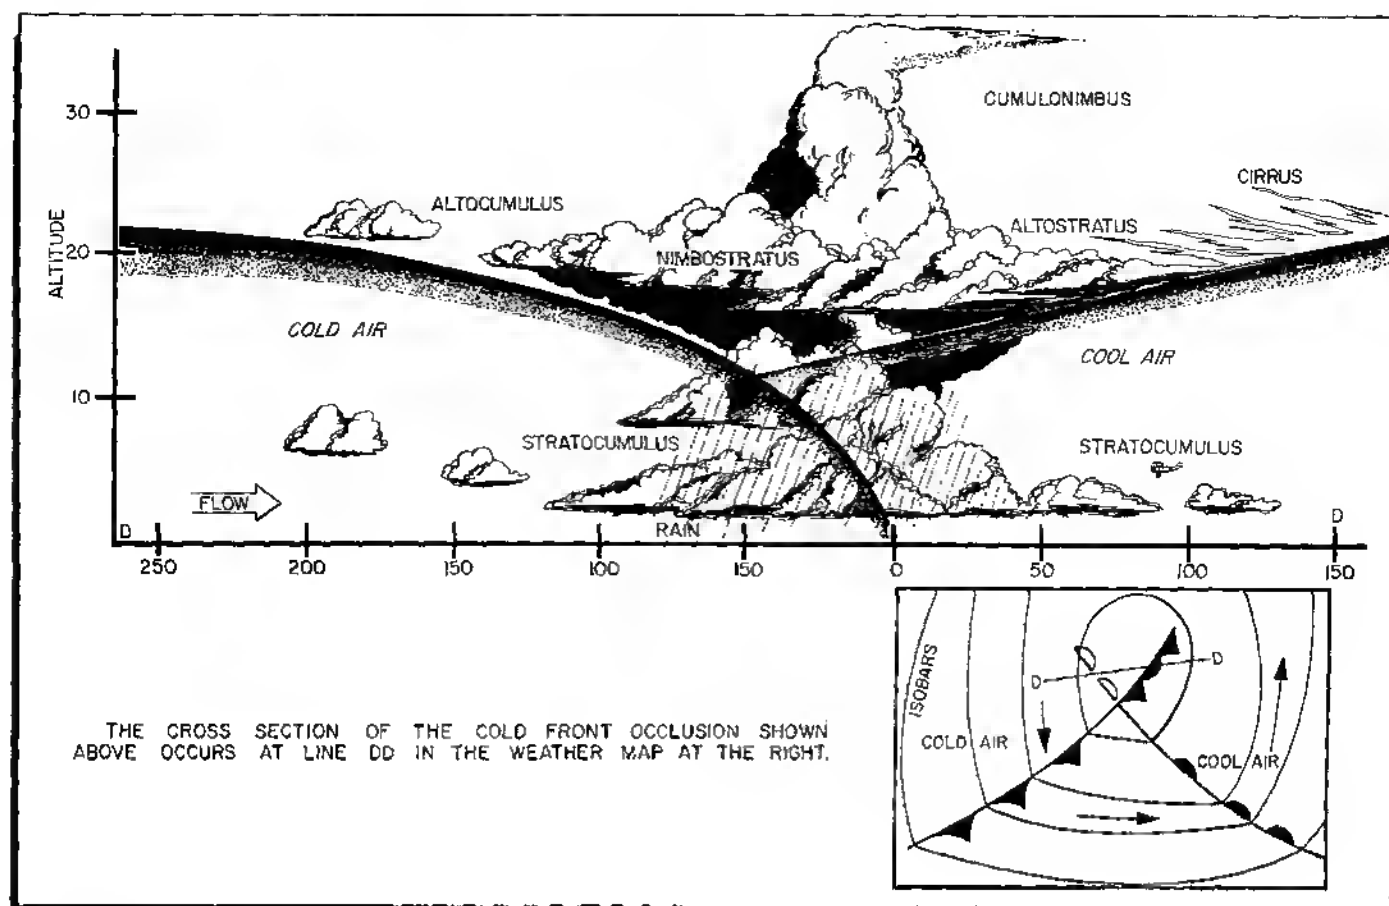 CUMULONIMBUS
30
CIRRUS
ALTOCUMULUS
ALTOSTRATUS
ALTITUDE
20
NIMBOSTRATUS
COLD AIR
COOL AIR
10
STRATOCUMULUS
STRATOCUMULUS
FLOW
D
RAIN
D
250
200
150
100
150
0
50
100
150
ISOBARS
D
D
COLD AIR
COOL AIR
THE CROSS SECTION OF THE COLD FRONT OCCLUSION SHOWN
ABOVE OCCURS AT LINE DD IN THE WEATHER MAP AT THE RIGHT.